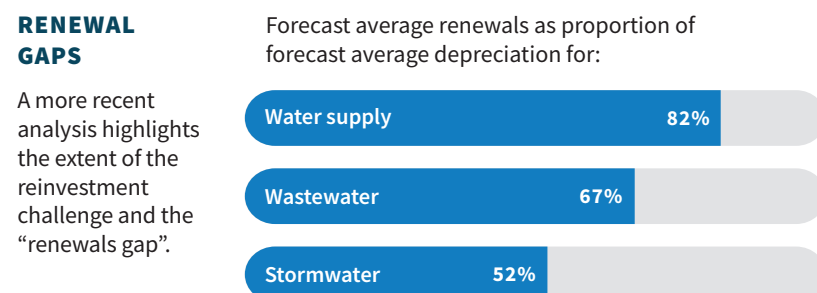 RENEWAL
GAPS
A more recent
analysis highlights
the extent of the
reinvestment
challenge and the
“renewals gap”.
Forecast average renewals as proportion of
forecast average depreciation for:
Water supply 82%
Wastewater 67%
Stormwater 52%